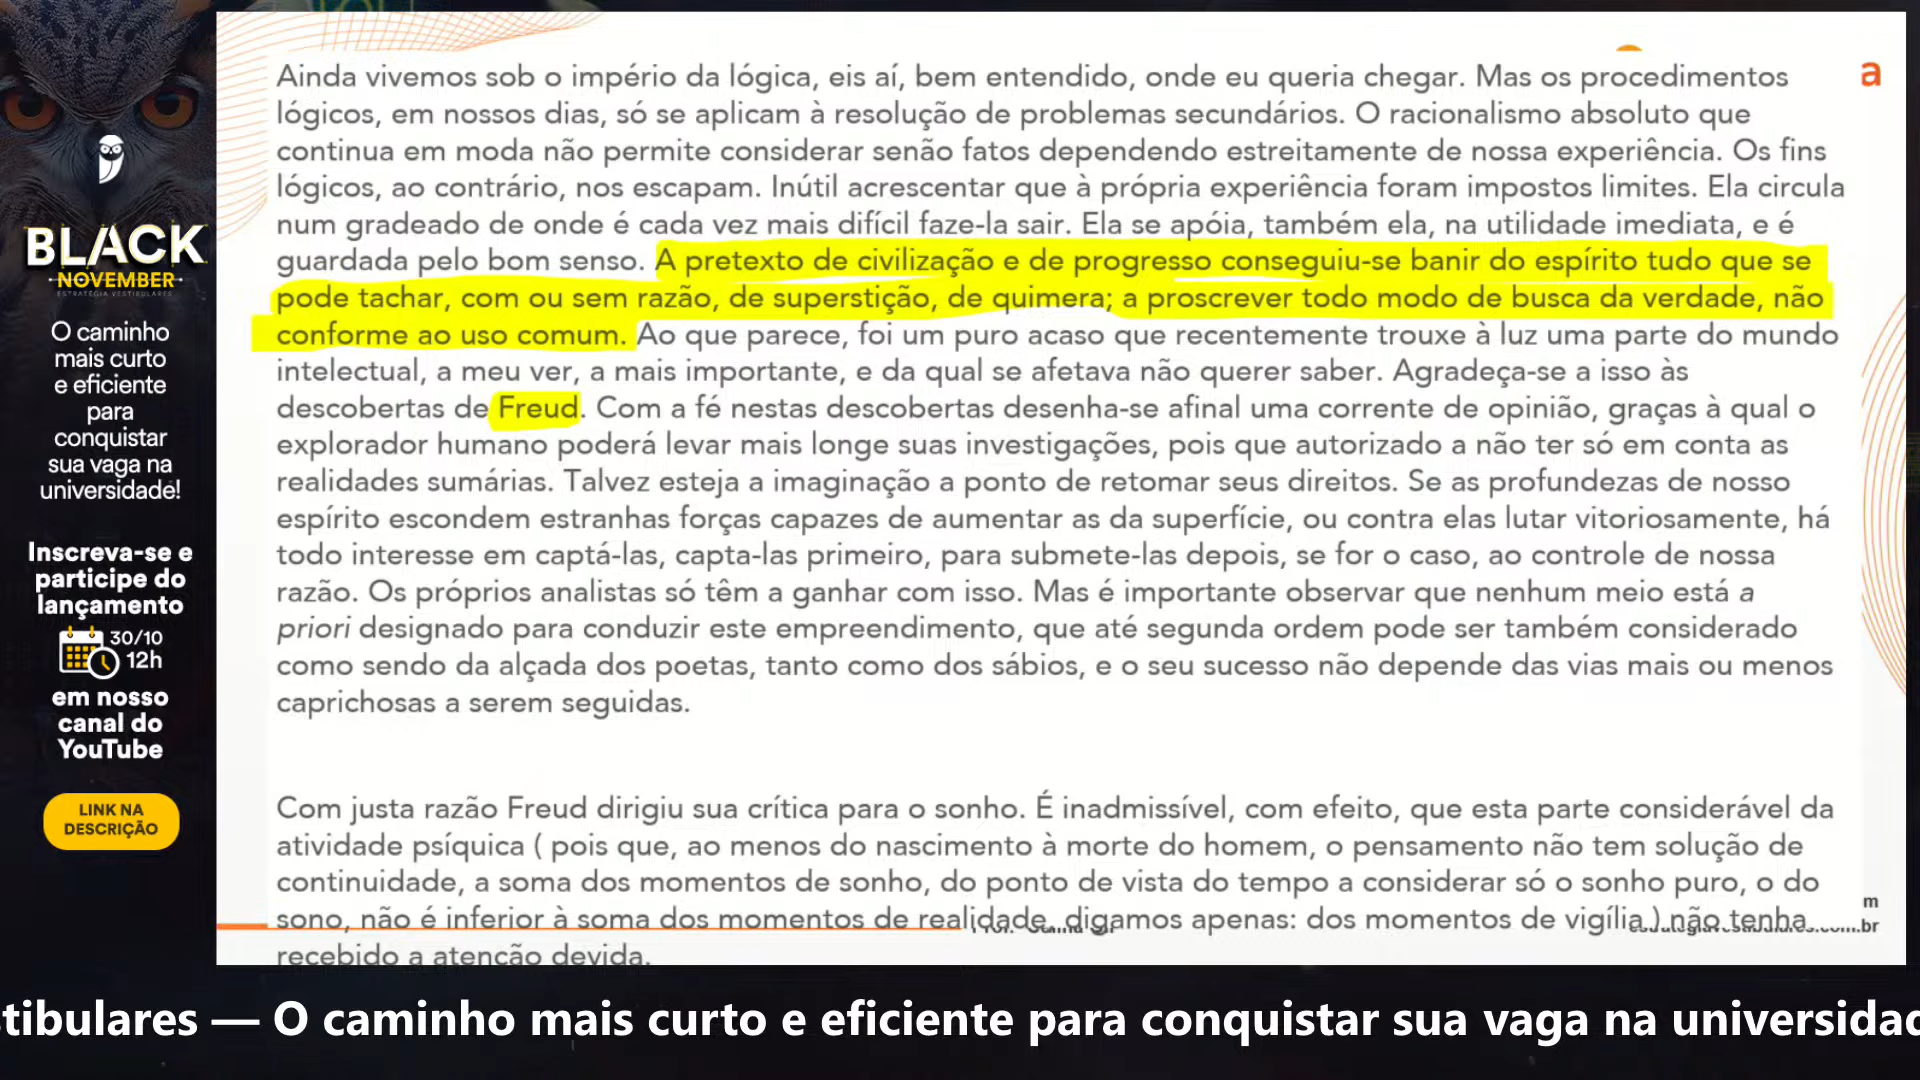 Ainda vivemos sob o império da lógica, eis aí, bem entendido, onde eu queria chegar. Mas os procedimentos
lógicos, em nossos dias, só se aplicam à resolução de problemas secundários. O racionalismo absoluto que
continua em moda não permite considerar senão fatos dependendo estreitamente de nossa experiência. Os fins
lógicos, ao contrário, nos escapam. Inútil acrescentar que à própria experiência foram impostos limites. Ela circula
num gradeado de onde é cada vez mais difícil faze-la sair. Ela se apóia, também ela, na utilidade imediata, e é
guardada pelo bom senso. A pretexto de civilização e de progresso conseguiu-se banir do espírito tudo que se
pode tachar, com ou sem razão, de superstição, de quimera; a proscrever todo modo de busca da verdade, não
conforme ao uso comum. Ao que parece, foi um puro acaso que recentemente trouxe à luz uma parte do mundo
intelectual, a meu ver, a mais importante, e da qual se afetava não querer saber. Agradeça-se a isso às
descobertas de Freud. Com a fé nestas descobertas desenha-se afinal uma corrente de opinião, graças à qual o
explorador humano poderá levar mais longe suas investigações, pois que autorizado a não ter só em conta as
realidades sumárias. Talvez esteja a imaginação a ponto de retomar seus direitos. Se as profundezas de nosso
espírito escondem estranhas forças capazes de aumentar as da superfície, ou contra elas lutar vitoriosamente, há
todo interesse em captá-las, capta-las primeiro, para submete-las depois, se for o caso, ao controle de nossa
razão. Os próprios analistas só têm a ganhar com isso. Mas é importante observar que nenhum meio está a
priori designado para conduzir este empreendimento, que até segunda ordem pode ser também considerado
como sendo da alçada dos poetas, tanto como dos sábios, e o seu sucesso não depende das vias mais ou menos
caprichosas a serem seguidas.
Com justa razão Freud dirigiu sua crítica para o sonho. É inadmissível, com efeito, que esta parte considerável da
atividade psíquica ( pois que, ao menos do nascimento à morte do homem, o pensamento não tem solução de
continuidade, a soma dos momentos de sonho, do ponto de vista do tempo a considerar só o sonho puro, o do
sono, não é inferior à soma dos momentos de realidade, digamos apenas: dos momentos de vigília ) não tenha
recebido a atenção devida.
a
m
BLACK
NOVEMBER
ESTRATÉGIA VESTIBULARES
O caminho
mais curto
e eficiente
para
conquistar
sua vaga na
universidade!
Inscreva-se e
participe do
lançamento
30/10
12h
em nosso
canal do
YouTube
LINK NA
DESCRIÇÃO
tibulares — O caminho mais curto e eficiente para conquistar sua vaga na universidad